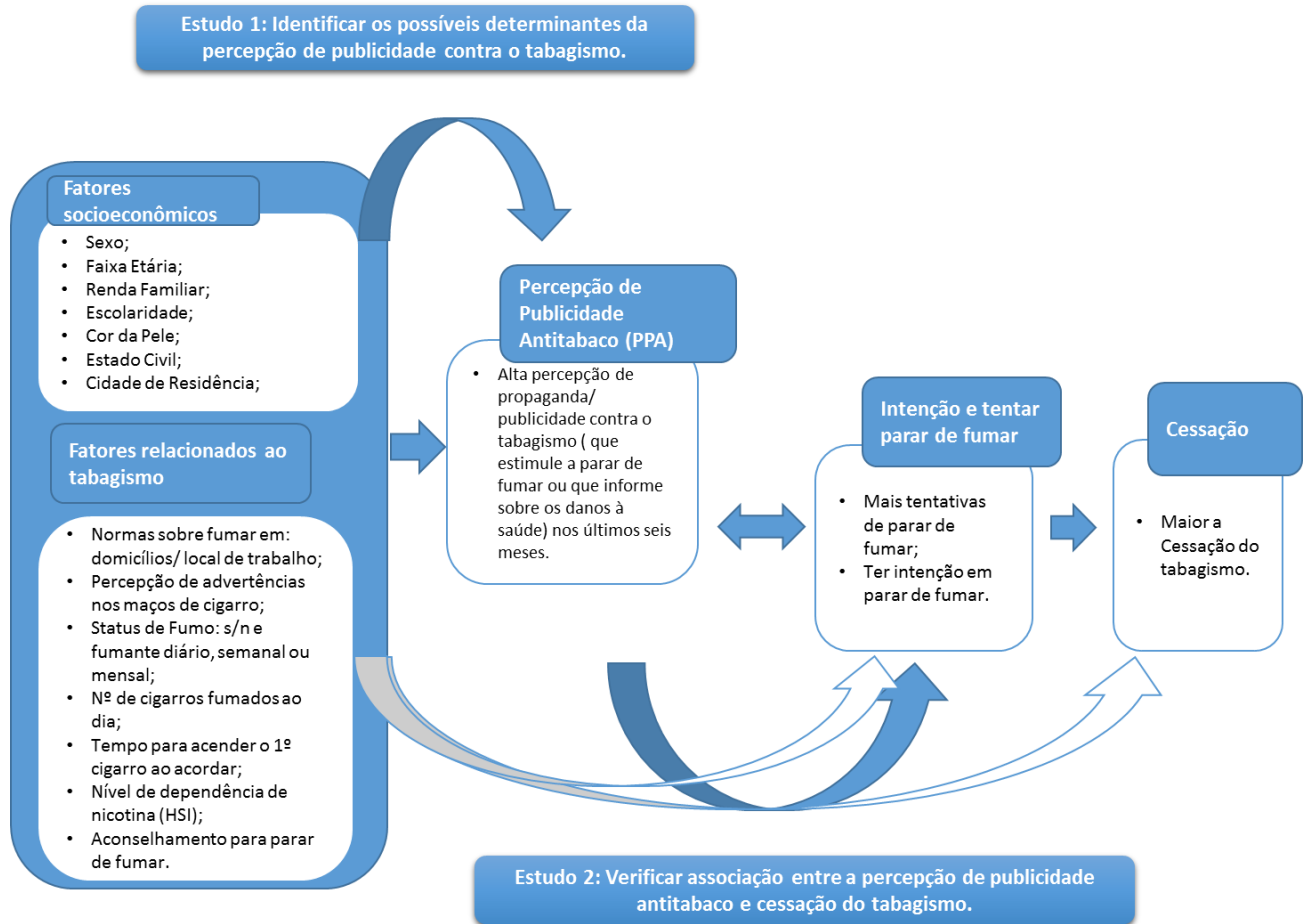 Estudo 1: Identificar os possíveis determinantes da
percepção de publicidade contra o tabagismo.
Fatores
socioeconômicos
• Sexo;
• Faixa Etária;
• Renda Familiar;
• Escolaridade;
• Cor da Pele;
• Estado Civil;
• Cidade de Residência;
Fatores relacionados ao
tabagismo
• Normas sobre fumar em:
domicílios/ local de trabalho;
• Percepção de advertências
nos maços de cigarro;
• Status de Fumo: s/n e
fumante diário, semanal ou
mensal;
• Nº de cigarros fumados ao
dia;
• Tempo para acender o 1º
cigarro ao acordar;
• Nível de dependência de
nicotina (HSI);
• Aconselhamento para parar
de fumar.
Percepção de
Publicidade
Antitabaco (PPA)
• Alta percepção de
propaganda/
publicidade contra o
tabagismo ( que
estimule a parar de
fumar ou que informe
sobre os danos à
saúde) nos últimos seis
meses.
Intenção e tentar
parar de fumar
• Mais tentativas
de parar de
fumar;
• Ter intenção em
parar de fumar.
Cessação
• Maior a
Cessação do
tabagismo.
Estudo 2: Verificar associação entre a percepção de publicidade
antitabaco e cessação do tabagismo.